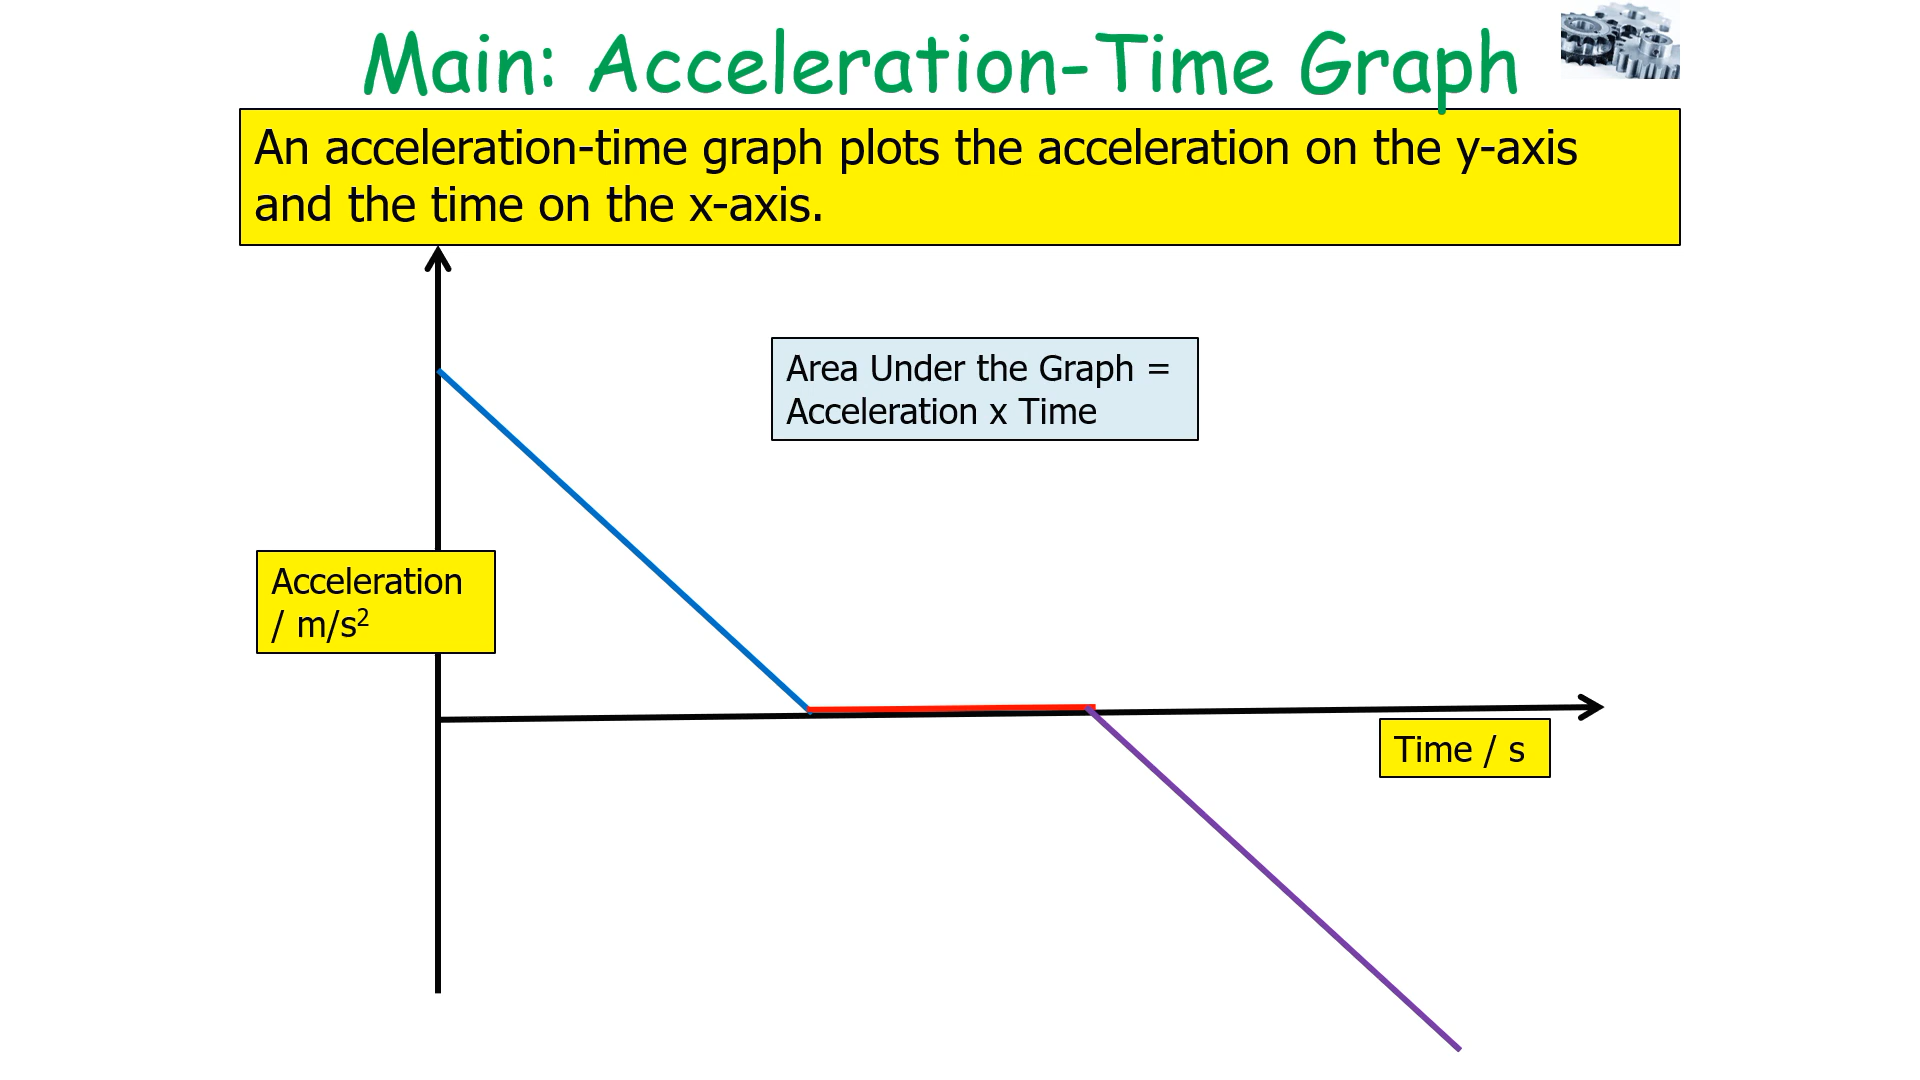 Main: Acceleration-Time Graph
An acceleration-time graph plots the acceleration on the y-axis
and the time on the x-axis.
Area Under the Graph =
Acceleration x Time
Acceleration
/ m/s²
Time / s